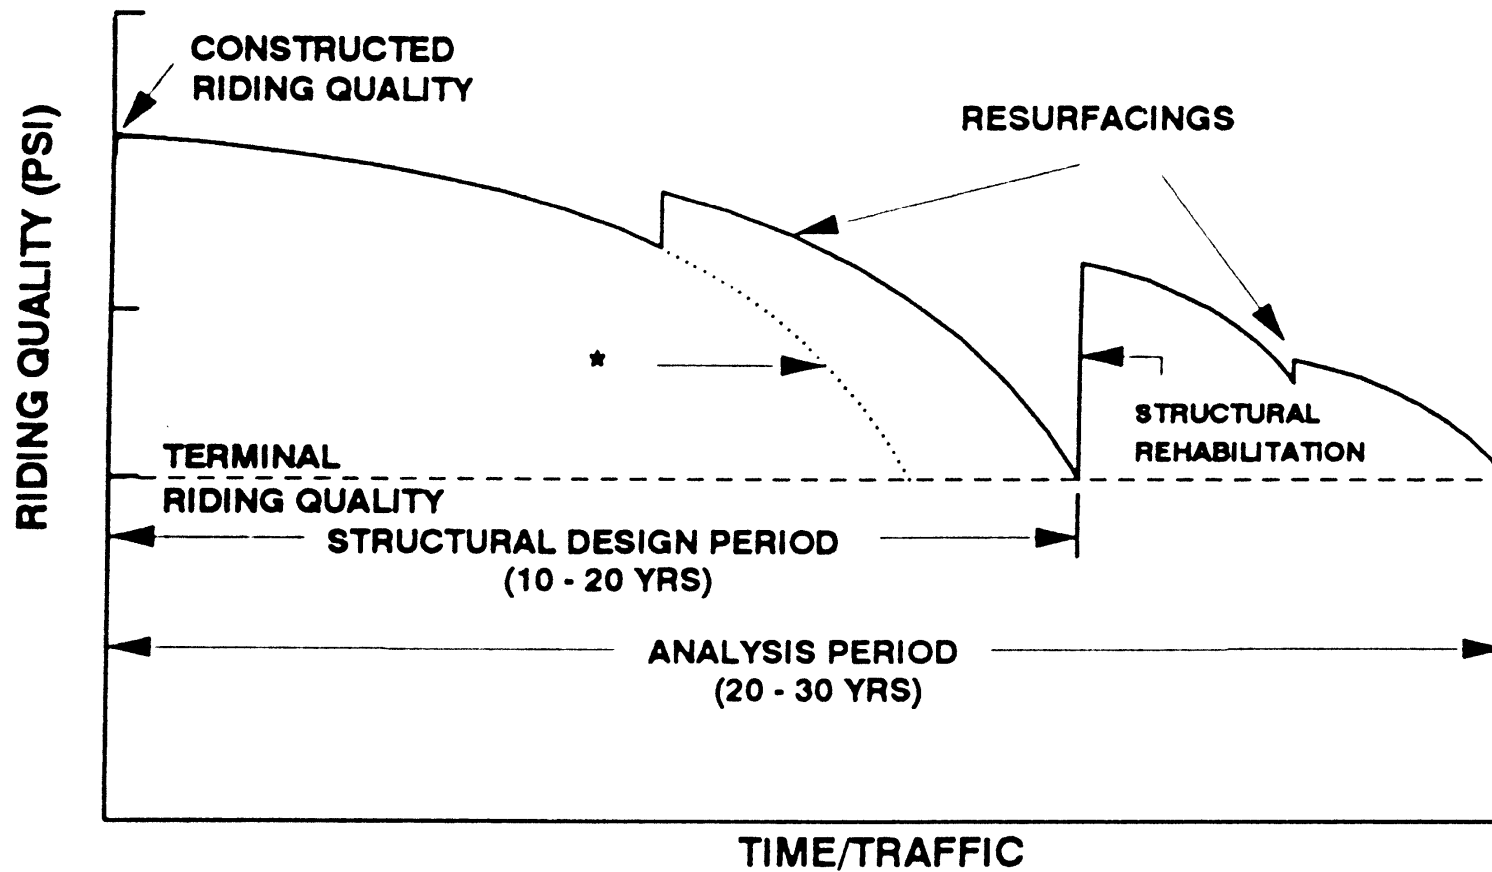 CONSTRUCTED
RIDING QUALITY
RESURFACINGS
RIDING QUALITY (PSI)
★
STRUCTURAL
REHABILITATION
TERMINAL
RIDING QUALITY
STRUCTURAL DESIGN PERIOD
(10 - 20 YRS)
ANALYSIS PERIOD
(20 - 30 YRS)
TIME/TRAFFIC